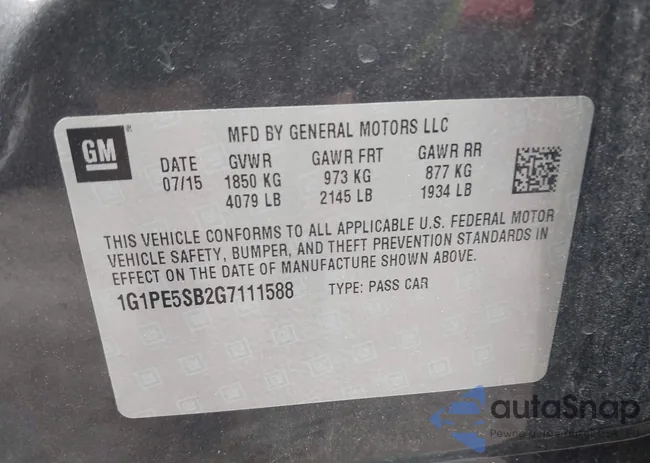 GM
MFD BY GENERAL MOTORS LLC
DATE GVWR GAWR FRT GAWR RR
07/15 1850 KG 973 KG 877 KG
4079 LB 2145 LB 1934 LB
THIS VEHICLE CONFORMS TO ALL APPLICABLE U.S. FEDERAL MOTOR
VEHICLE SAFETY, BUMPER, AND THEFT PREVENTION STANDARDS IN
EFFECT ON THE DATE OF MANUFACTURE SHOWN ABOVE.
1G1PE5SB2G7111588 TYPE: PASS CAR
autoSnap